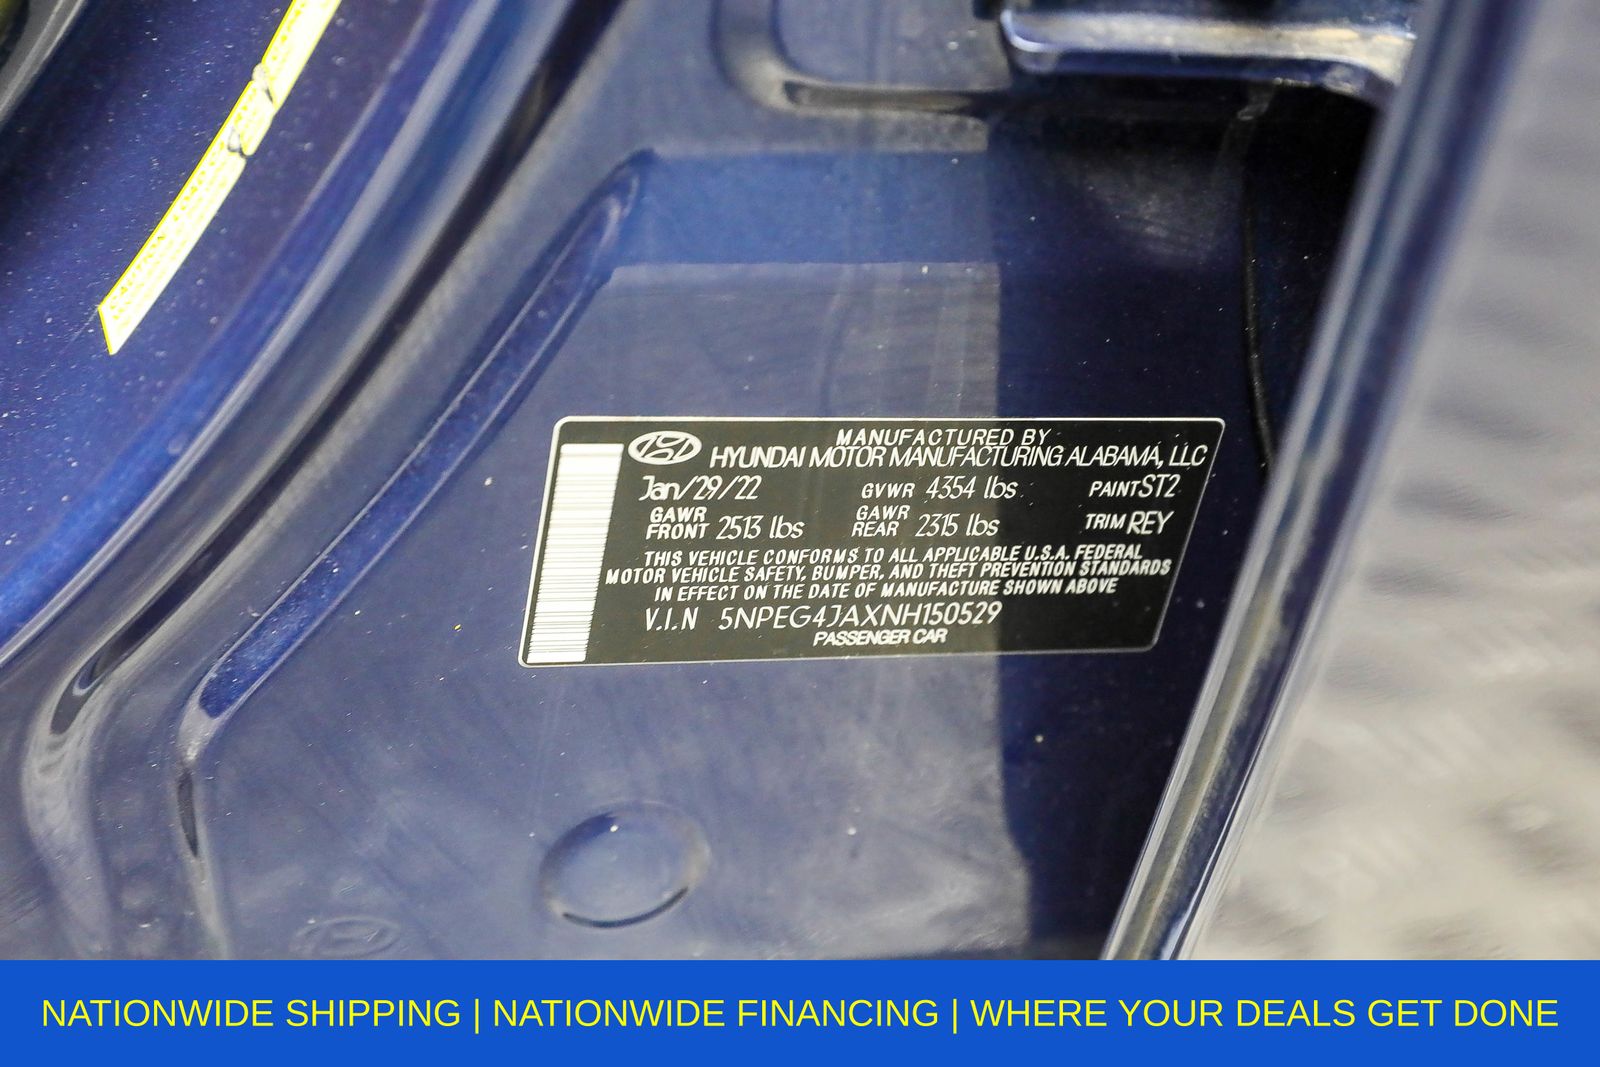 MANUFACTURED BY
HYUNDAI MOTOR MANUFACTURING ALABAMA, LLC
Jan/29/22 GVWR 4354 lbs PAINT ST2
GAWR FRONT 2513 lbs GAWR REAR 2315 lbs TRIM REY
THIS VEHICLE CONFORMS TO ALL APPLICABLE U.S.A. FEDERAL
MOTOR VEHICLE SAFETY, BUMPER, AND THEFT PREVENTION STANDARDS
IN EFFECT ON THE DATE OF MANUFACTURE SHOWN ABOVE
V.I.N 5NPEG4JAXNH150529
PASSENGER CAR
NATIONWIDE SHIPPING | NATIONWIDE FINANCING | WHERE YOUR DEALS GET DONE